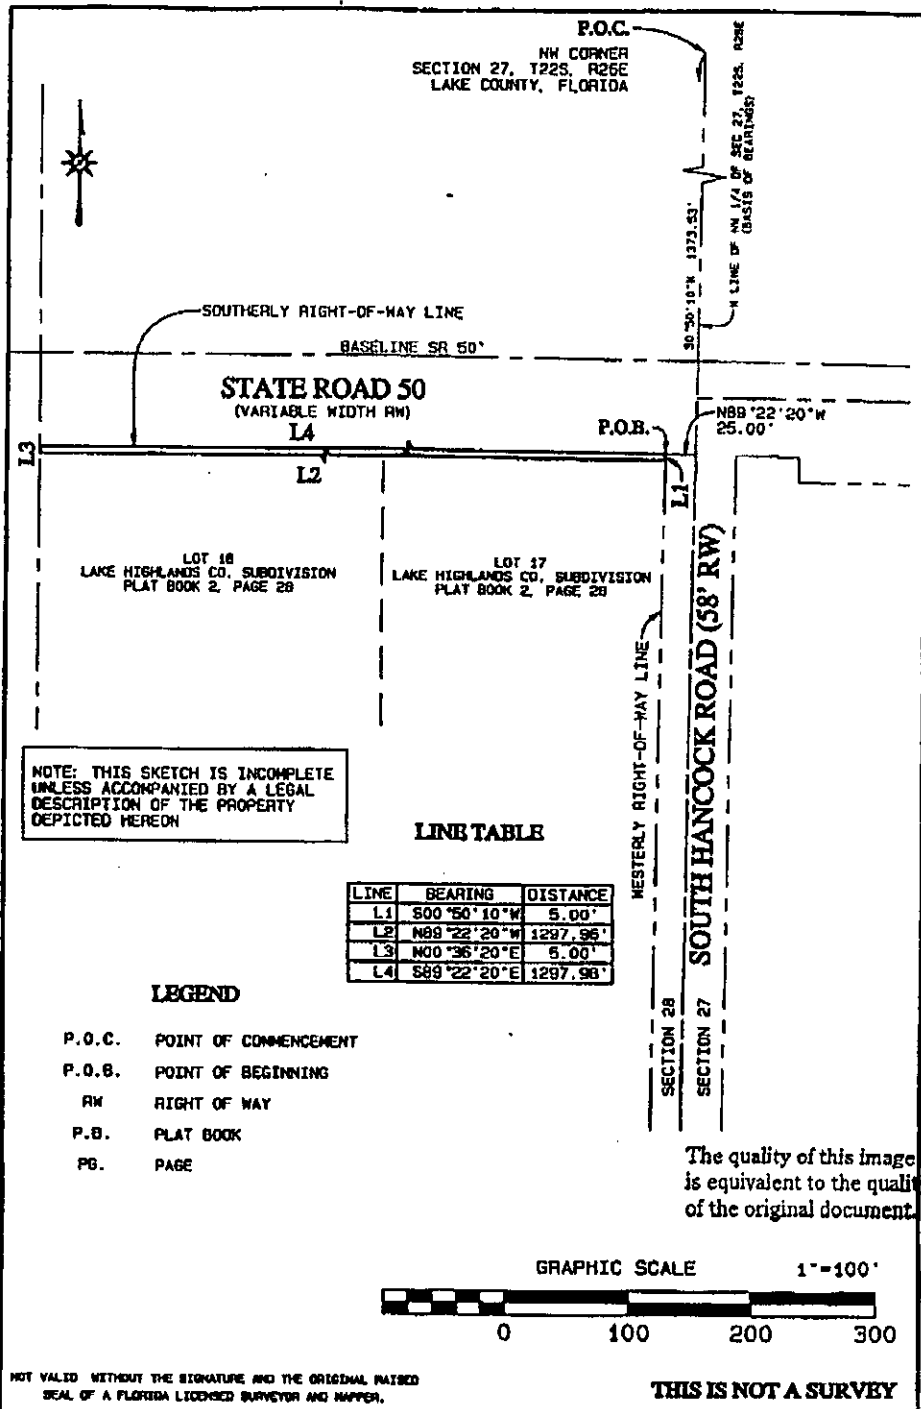 P.O.C.
NW CORNER
SECTION 27, T22S, R26E
LAKE COUNTY, FLORIDA
W LINE OF NW 1/4 OF SEC 27, T22S, R26E
(BASIS OF BEARINGS)
S0°50'10"W 1373.53'
SOUTHERLY RIGHT-OF-WAY LINE
BASELINE SR 50'
STATE ROAD 50
(VARIABLE WIDTH RW)
L4
L3
L2
P.O.B.
N89°22'20"W
25.00'
L1
LOT 18
LAKE HIGHLANDS CO. SUBDIVISION
PLAT BOOK 2, PAGE 28
LOT 17
LAKE HIGHLANDS CO. SUBDIVISION
PLAT BOOK 2, PAGE 28
WESTERLY RIGHT-OF-WAY LINE
SOUTH HANCOCK ROAD (58' RW)
SECTION 28
SECTION 27
NOTE: THIS SKETCH IS INCOMPLETE
UNLESS ACCOMPANIED BY A LEGAL
DESCRIPTION OF THE PROPERTY
DEPICTED HEREON
LINE TABLE
LINE BEARING DISTANCE
L1 S00°50'10"W 5.00'
L2 N89°22'20"W 1297.96'
L3 N00°36'20"E 5.00'
L4 S89°22'20"E 1297.98'
LEGEND
P.O.C. POINT OF COMMENCEMENT
P.O.B. POINT OF BEGINNING
RW RIGHT OF WAY
P.B. PLAT BOOK
PG. PAGE
The quality of this image
is equivalent to the qualit
of the original document.
GRAPHIC SCALE 1"=100'
0 100 200 300
NOT VALID WITHOUT THE SIGNATURE AND THE ORIGINAL RAISED
SEAL OF A FLORIDA LICENSED SURVEYOR AND MAPPER.
THIS IS NOT A SURVEY